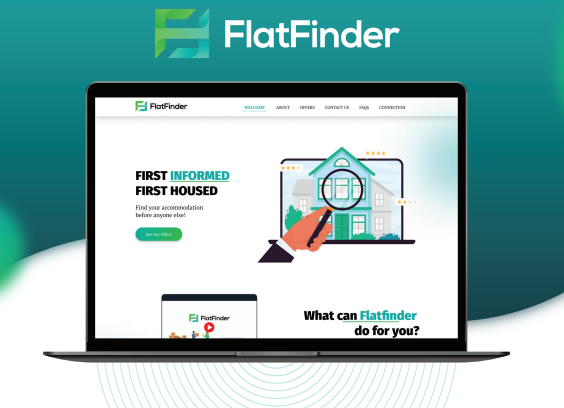 FlatFinder
FlatFinder
WELCOME ABOUT OFFERS CONTACT US FAQS CONNECTION
FIRST INFORMED
FIRST HOUSED
Find your accommodation
before anyone else!
See Our Offers
FlatFinder
What can Flatfinder
do for you?